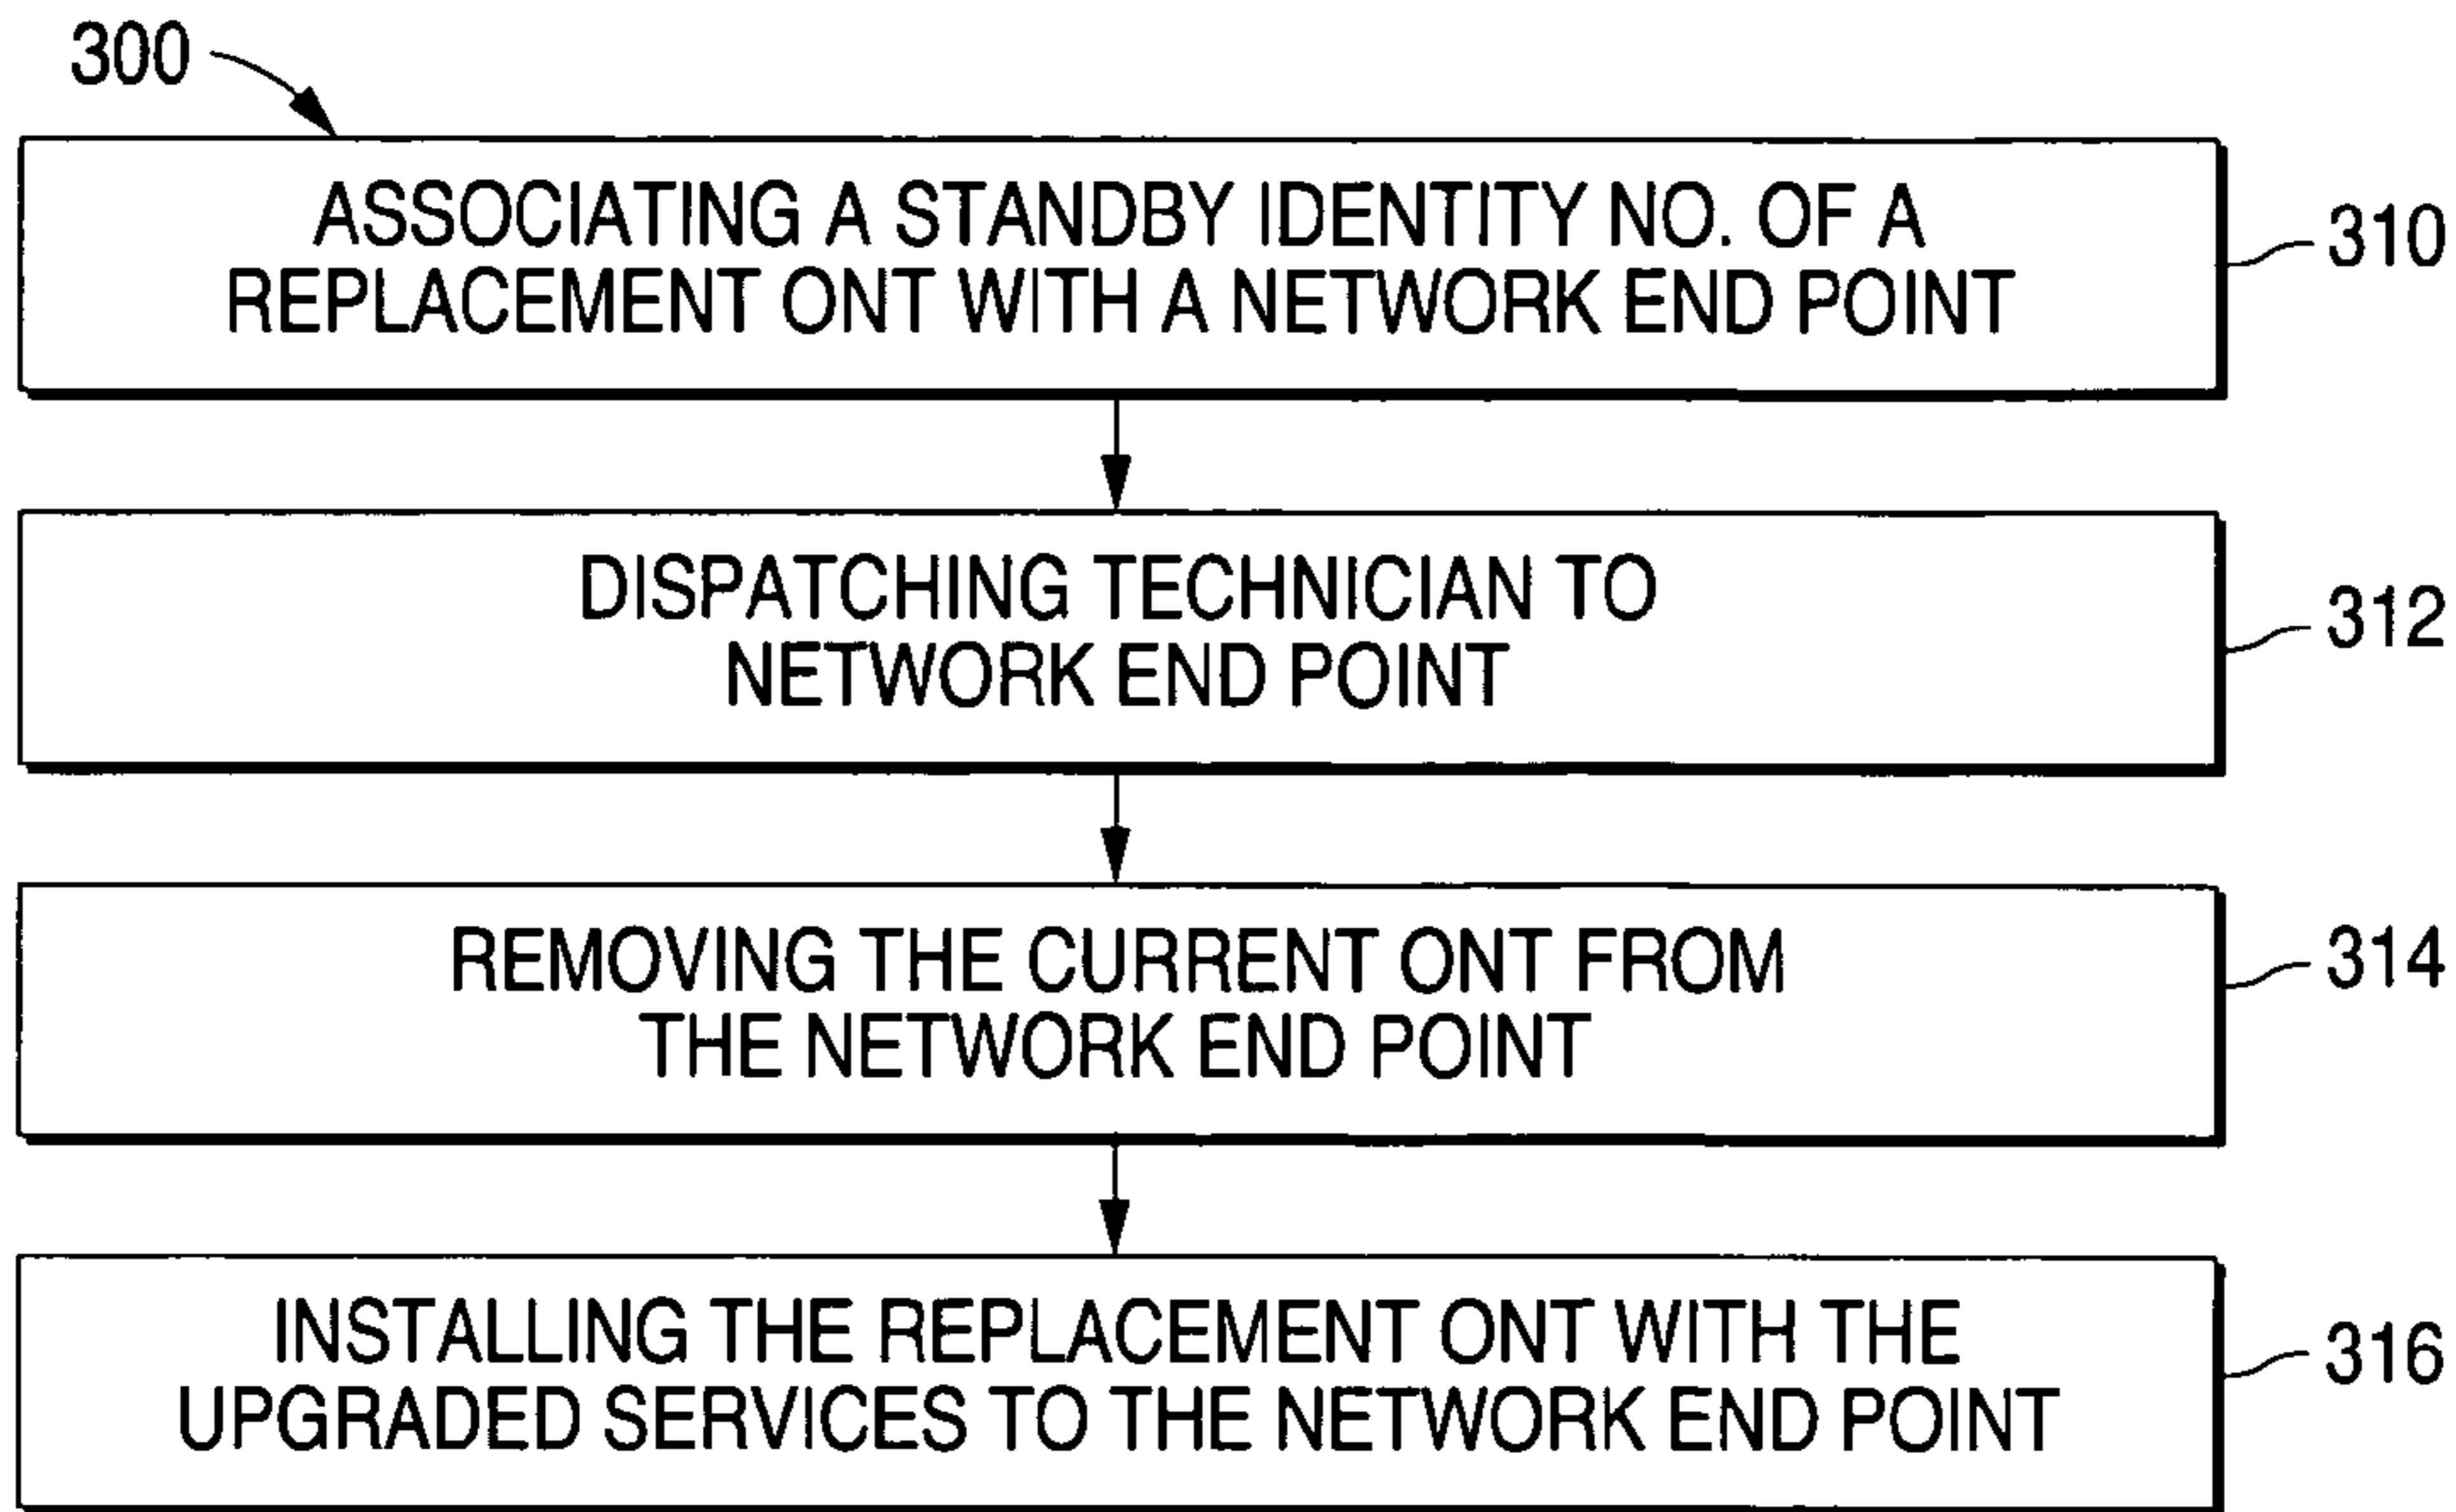 300
ASSOCIATING A STANDBY IDENTITY NO. OF A
REPLACEMENT ONT WITH A NETWORK END POINT
310
DISPATCHING TECHNICIAN TO
NETWORK END POINT
312
REMOVING THE CURRENT ONT FROM
THE NETWORK END POINT
314
INSTALLING THE REPLACEMENT ONT WITH THE
UPGRADED SERVICES TO THE NETWORK END POINT
316